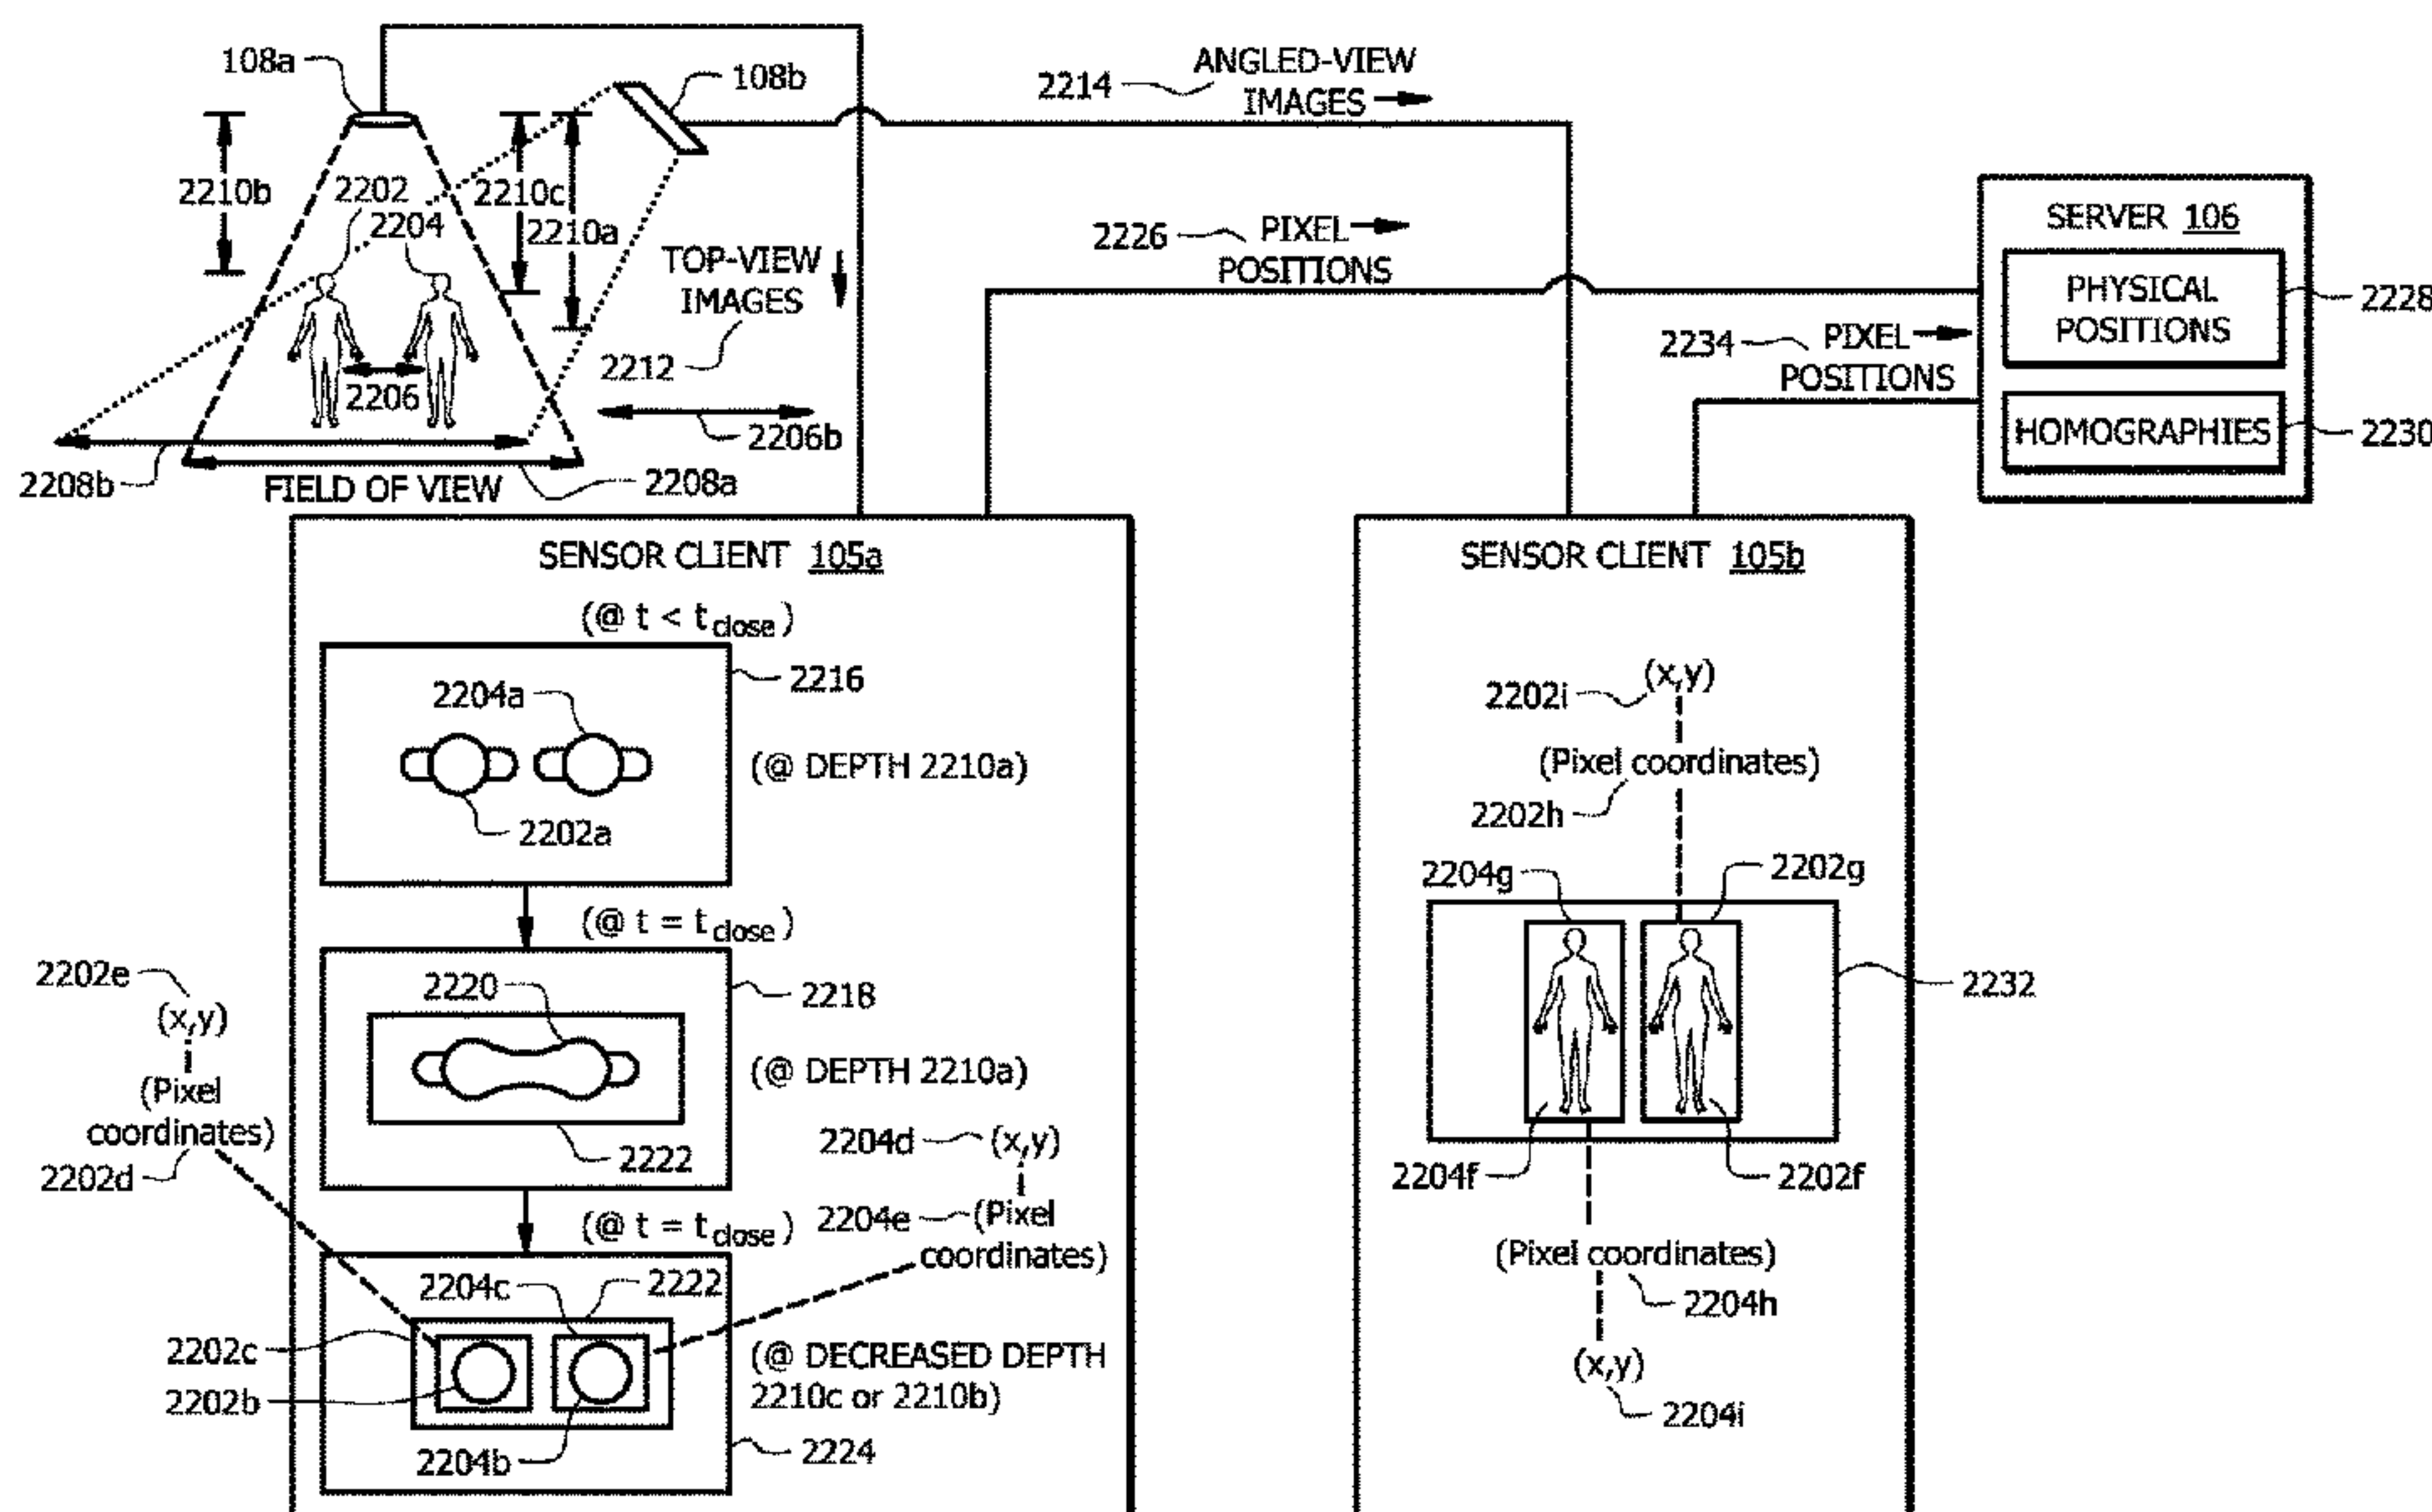 108a
108b
2214
ANGLED-VIEW
IMAGES
2210b
2202
2204
2210c
2210a
2206
TOP-VIEW
IMAGES
2212
2206b
2208b
FIELD OF VIEW
2208a
2226
PIXEL
POSITIONS
2234
PIXEL
POSITIONS
SERVER 106
PHYSICAL
POSITIONS
2228
HOMOGRAPHIES
2230
SENSOR CLIENT 105a
(@ t < tclose)
2216
2204a
2202a
(@ DEPTH 2210a)
(@ t = tclose)
2218
2220
(@ DEPTH 2210a)
2222
2202e
(x,y)
(Pixel
coordinates)
2202d
2204d
(x,y)
2204e
(Pixel
coordinates)
(@ t = tclose)
2204c
2222
2202c
2202b
2204b
(@ DECREASED DEPTH
2210c or 2210b)
2224
SENSOR CLIENT 105b
2202i
(x,y)
(Pixel coordinates)
2202h
2204g
2202g
2232
2204f
2202f
(Pixel coordinates)
2204h
(x,y)
2204i